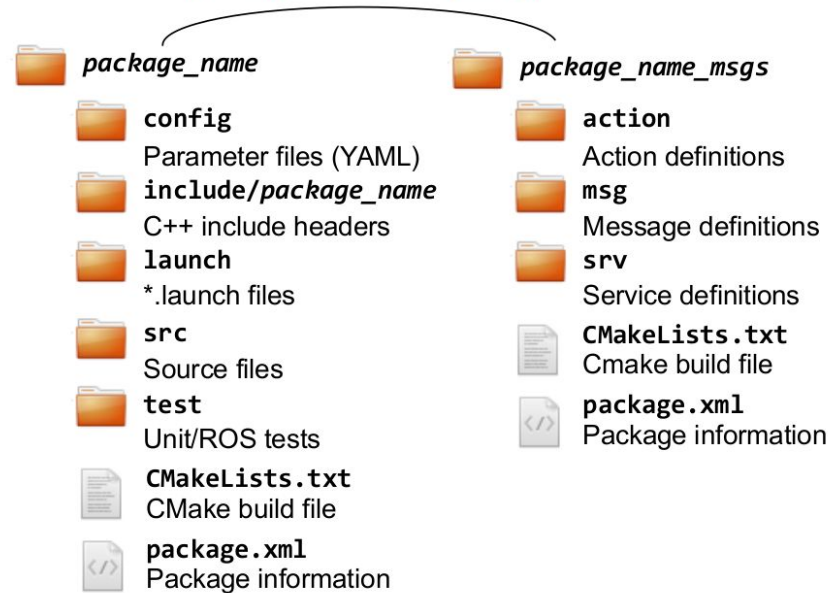 package_name
config
Parameter files (YAML)
include/package_name
C++ include headers
launch
*.launch files
src
Source files
test
Unit/ROS tests
CMakeLists.txt
CMake build file
package.xml
Package information
package_name_msgs
action
Action definitions
msg
Message definitions
srv
Service definitions
CMakeLists.txt
Cmake build file
package.xml
Package information